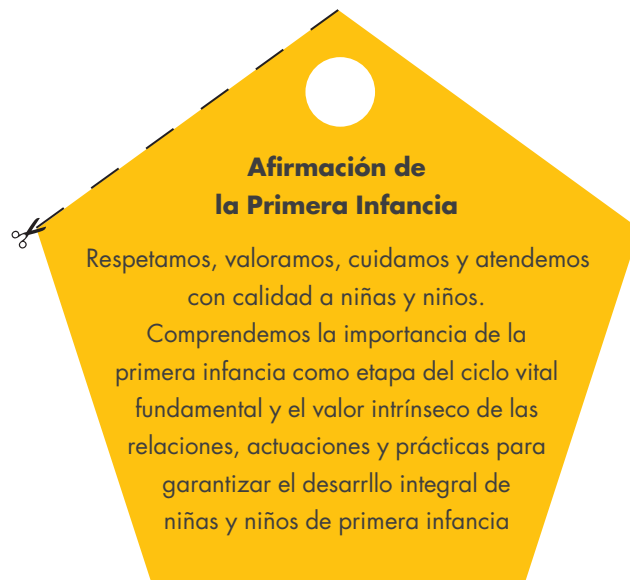 Afirmación de
la Primera Infancia
Respetamos, valoramos, cuidamos y atendemos
con calidad a niñas y niños.
Comprendemos la importancia de la
primera infancia como etapa del ciclo vital
fundamental y el valor intrínseco de las
relaciones, actuaciones y prácticas para
garantizar el desarrllo integral de
niñas y niños de primera infancia